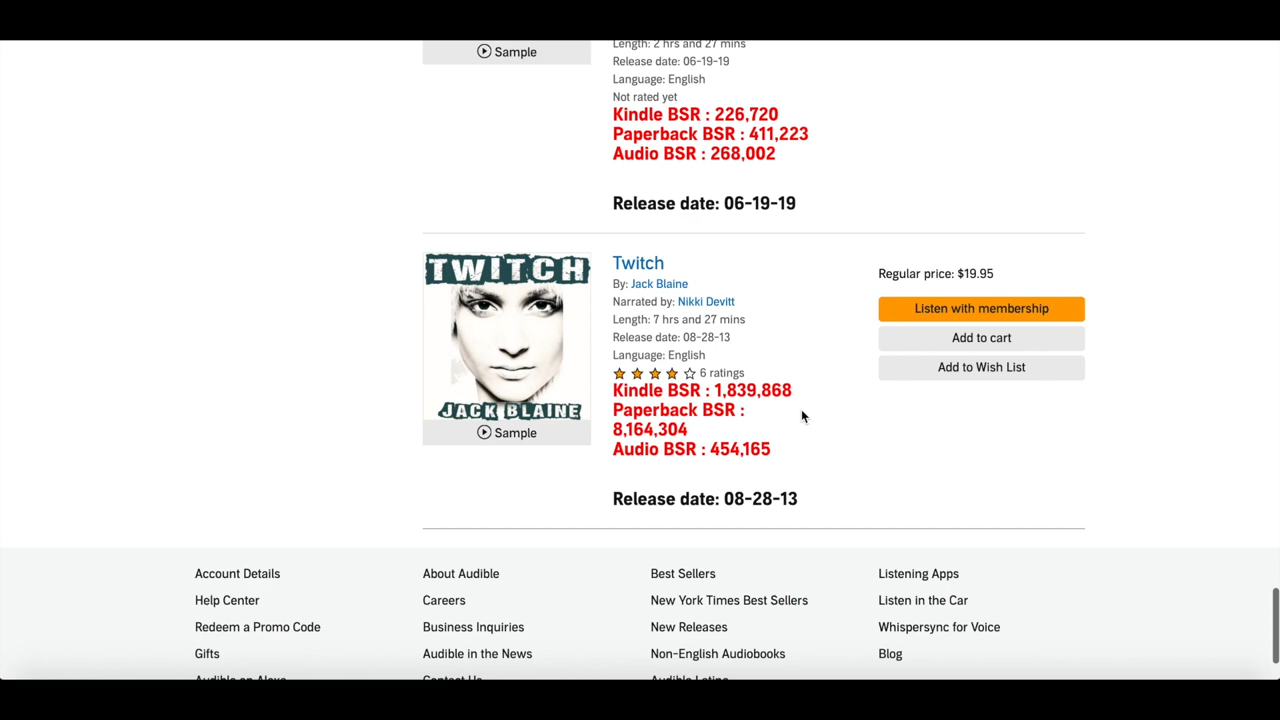 Sample
Length: 2 hrs and 27 mins
Release date: 06-19-19
Language: English
Not rated yet
Kindle BSR : 226,720
Paperback BSR : 411,223
Audio BSR : 268,002
Release date: 06-19-19
TWITCH
JACK BLAINE
Sample
Twitch
By: Jack Blaine
Narrated by: Nikki Devitt
Length: 7 hrs and 27 mins
Release date: 08-28-13
Language: English
6 ratings
Kindle BSR : 1,839,868
Paperback BSR :
8,164,304
Audio BSR : 454,165
Release date: 08-28-13
Regular price: $19.95
Listen with membership
Add to cart
Add to Wish List
Account Details
Help Center
Redeem a Promo Code
Gifts
Audible on Alexa
About Audible
Careers
Business Inquiries
Audible in the News
Contact Us
Best Sellers
New York Times Best Sellers
New Releases
Non-English Audiobooks
Audible Latino
Listening Apps
Listen in the Car
Whispersync for Voice
Blog